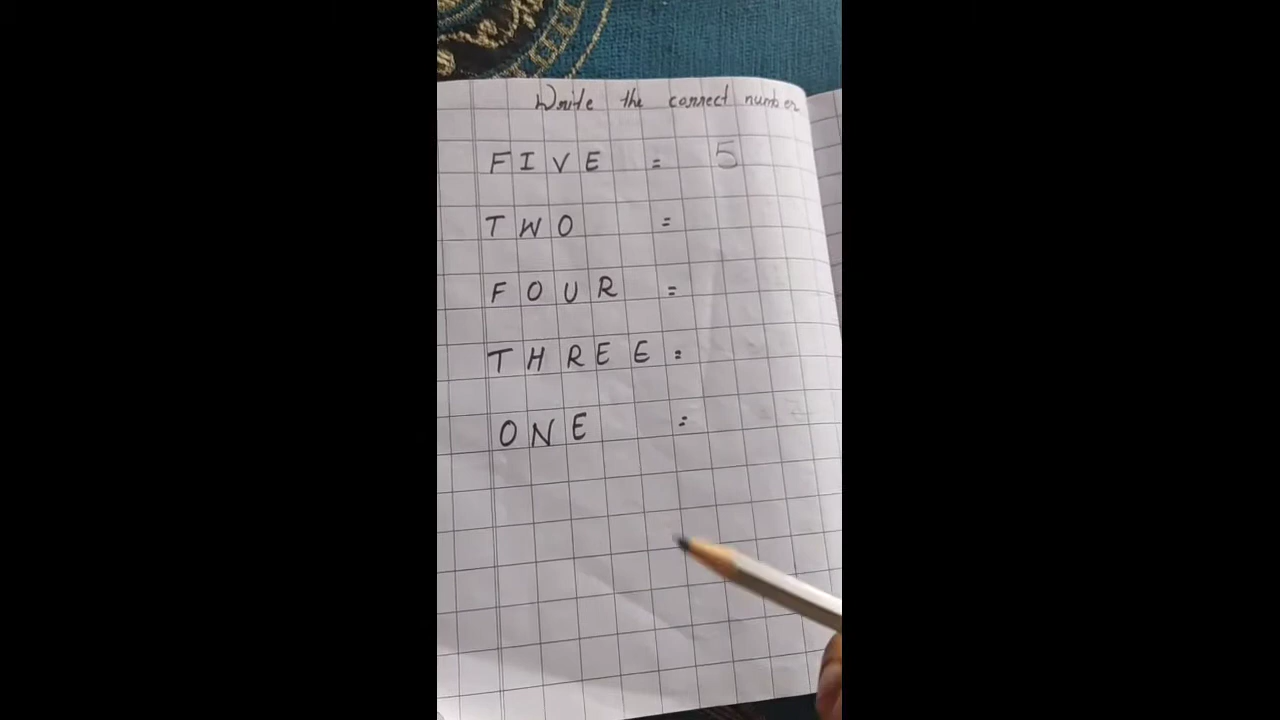 Write the correct number
FIVE = 5
TWO =
FOUR =
THREE =
ONE =